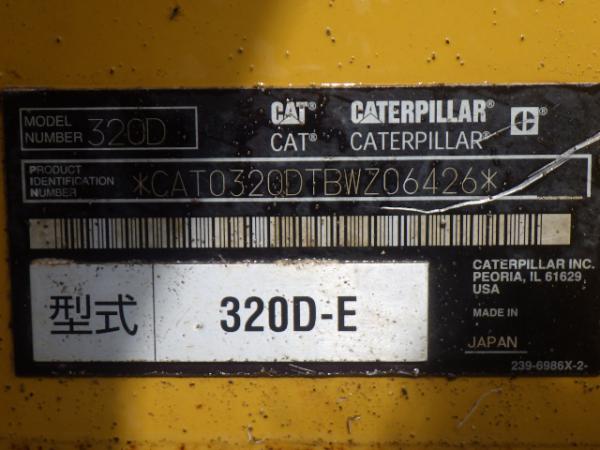 MODEL NUMBER 320D
CAT® CATERPILLAR®
CAT® CATERPILLAR®
PRODUCT IDENTIFICATION NUMBER *CAT0320DTBWZ06426*
型式 320D-E
CATERPILLAR INC.
PEORIA, IL 61629
USA
MADE IN
JAPAN
239-6986X-2-